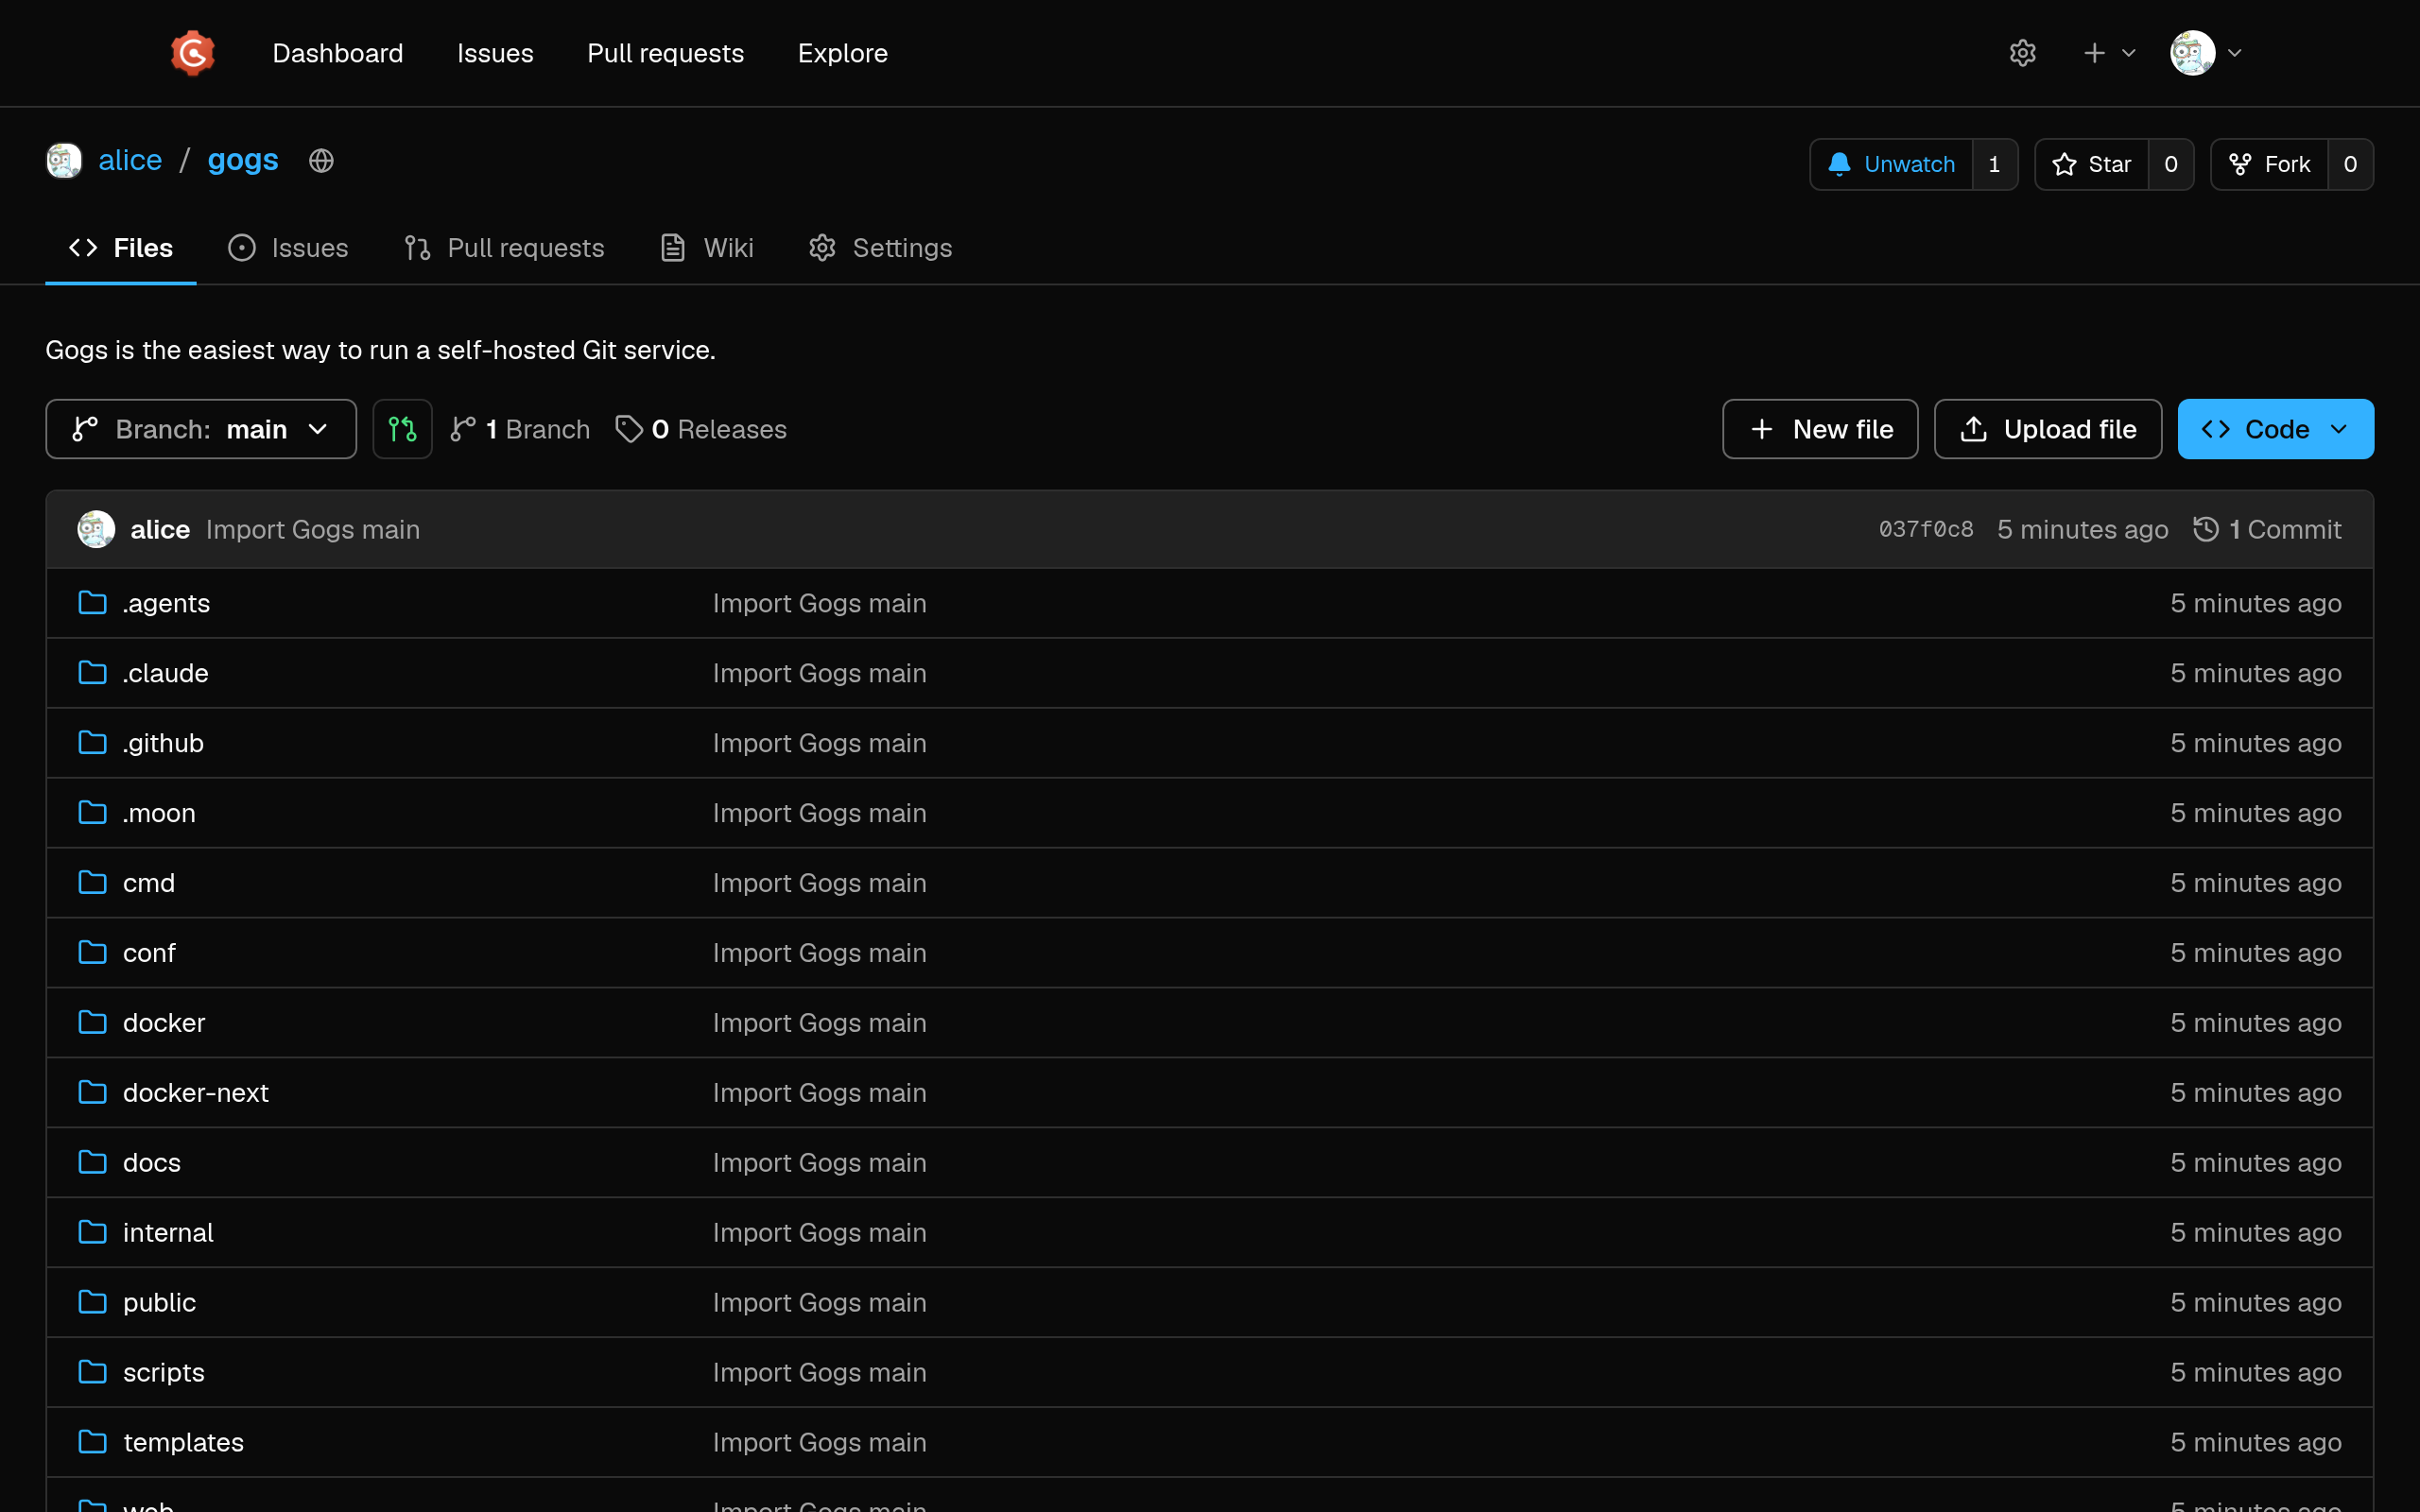 Dashboard Issues Pull requests Explore
alice / gogs Unwatch 1 Star 0 Fork 0
Files Issues Pull requests Wiki Settings
Gogs is the easiest way to run a self-hosted Git service.
Branch: main 1 Branch 0 Releases New file Upload file Code
alice Import Gogs main 037f0c8 5 minutes ago 1 Commit
.agents Import Gogs main 5 minutes ago
.claude Import Gogs main 5 minutes ago
.github Import Gogs main 5 minutes ago
.moon Import Gogs main 5 minutes ago
cmd Import Gogs main 5 minutes ago
conf Import Gogs main 5 minutes ago
docker Import Gogs main 5 minutes ago
docker-next Import Gogs main 5 minutes ago
docs Import Gogs main 5 minutes ago
internal Import Gogs main 5 minutes ago
public Import Gogs main 5 minutes ago
scripts Import Gogs main 5 minutes ago
templates Import Gogs main 5 minutes ago
web Import Gogs main 5 minutes ago